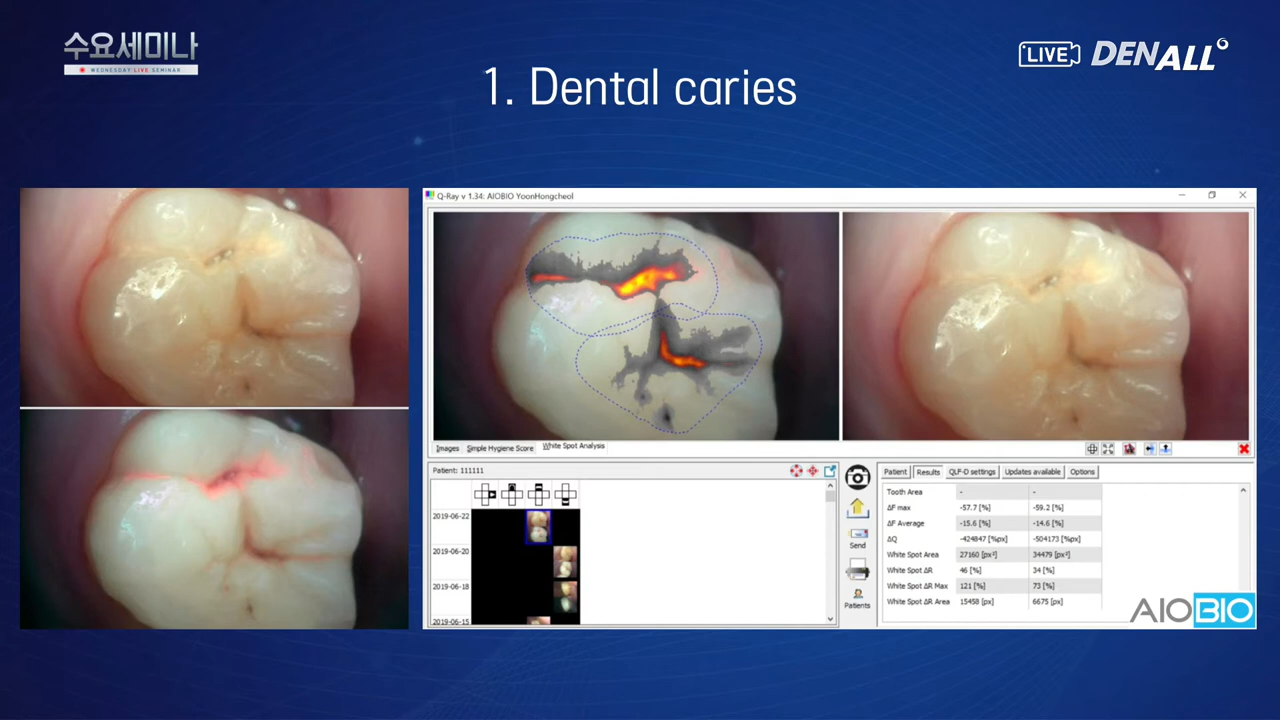 수요세미나
WEDNESDAY LIVE SEMINAR
LIVE DENALL
1. Dental caries
Q-Ray v 1.34: AIOBIO YoonHongcheol
Images Simple Hygiene Score White Spot Analysis
Patient: 111111
2019-06-22
2019-06-20
2019-06-18
2019-06-15
Send
Patients
Patient Results QLF-D settings Updates available Options
Tooth Area - -
ΔF max -57.7 [%] -59.2 [%]
ΔF Average -15.6 [%] -14.6 [%]
ΔQ -424847 [%px] -504173 [%px]
White Spot Area 27160 [px²] 34479 [px²]
White Spot ΔR 46 [%] 34 [%]
White Spot ΔR Max 121 [%] 73 [%]
White Spot ΔR Area 15458 [px] 6675 [px]
AIOBIO